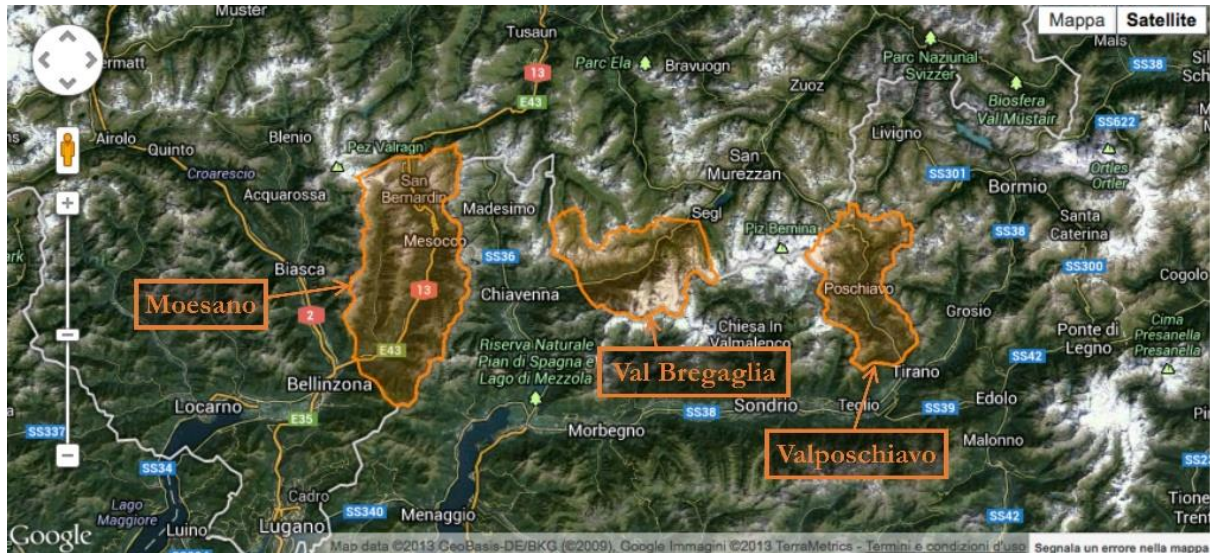 Muster
Tusaun
Mappa
Satellite
Mals
13
Parc Ela
Bravuogn
Parc Naziunal
Svizzer
SS38
E43
Zuoz
Biosfera
Val Müstair
Airolo
Quinto
Blenio
Pez Valragn
Livigno
SS622
Croarescio
Acquarossa
San
Bernardin
Madesimo
San
Murezzan
SS301
Bormio
Ortles
Ortler
Segl
Mesocco
Piz Bernina
SS38
Santa
Caterina
SS36
Biasca
Chiavenna
Poschiavo
SS300
Cogolo
Moesano
13
2
Grosio
Chiesa In
Valmalenco
Ponte di
Legno
Cima
Presanella
Presanella
E43
Riserva Naturale
Pian di Spagna e
Lago di Mezzola
SS42
Val Bregaglia
Tirano
Bellinzona
Locarno
E35
SS38
Sondrio
Teglio
SS39
Edolo
SS337
Morbegno
Malonno
Valposchiavo
SS34
Cadro
Lago
Maggiore
Luino
Lugano
SS340
Menaggio
SS42
Tione
Trent
Google
Map data ©2013 GeoBasis-DE/BKG (©2009), Google Immagini ©2013 TerraMetrics - Termini e condizioni d'uso
Segnala un errore nella mappa